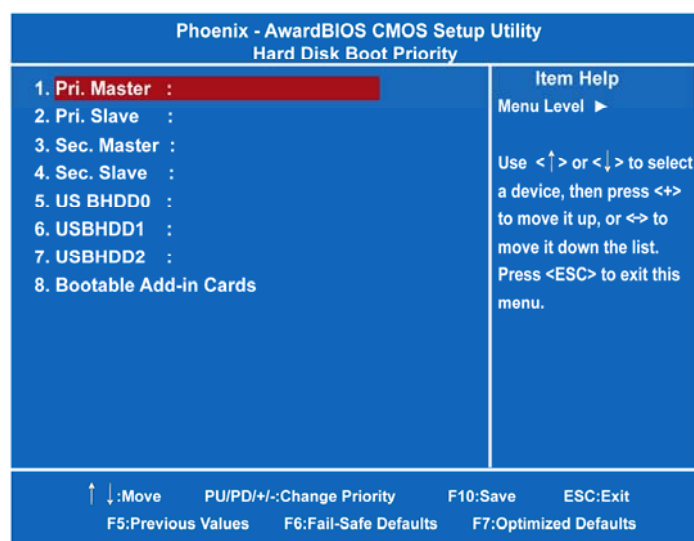 Phoenix - AwardBIOS CMOS Setup Utility
Hard Disk Boot Priority
1. Pri. Master :
2. Pri. Slave :
3. Sec. Master :
4. Sec. Slave :
5. US BHDD0 :
6. USBHDD1 :
7. USBHDD2 :
8. Bootable Add-in Cards
Item Help
Menu Level ►
Use <↑> or <↓> to select
a device, then press <+>
to move it up, or <-> to
move it down the list.
Press <ESC> to exit this
menu.
↑ ↓:Move PU/PD/+/-:Change Priority F10:Save ESC:Exit
F5:Previous Values F6:Fail-Safe Defaults F7:Optimized Defaults